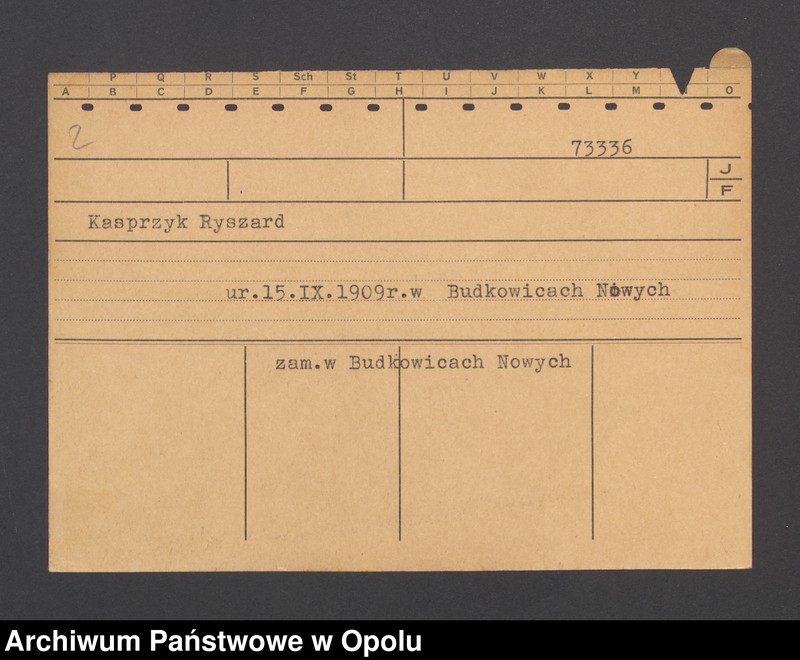 P Q R S Sch St T U V W X Y
A B C D E F G H I J K L M O
2
73336
J
F
Kasprzyk Ryszard
ur.15.IX.1909r.w Budkowicach Nowych
zam.w Budkowicach Nowych
Archiwum Państwowe w Opolu